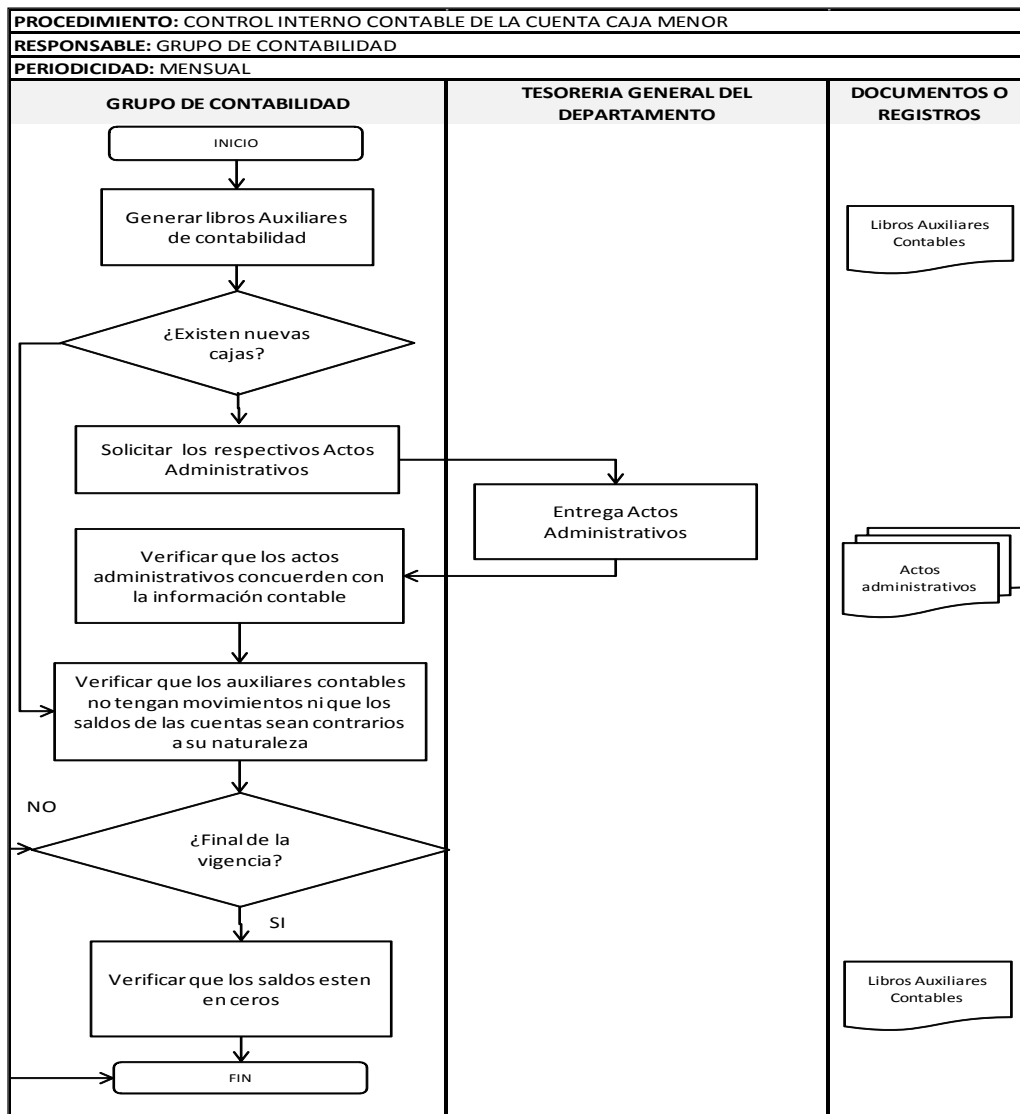 PROCEDIMIENTO: CONTROL INTERNO CONTABLE DE LA CUENTA CAJA MENOR
RESPONSABLE: GRUPO DE CONTABILIDAD
PERIODICIDAD: MENSUAL
GRUPO DE CONTABILIDAD
TESORERIA GENERAL DEL
DEPARTAMENTO
DOCUMENTOS O
REGISTROS
INICIO
Generar libros Auxiliares
de contabilidad
Libros Auxiliares
Contables
¿Existen nuevas
cajas?
Solicitar los respectivos Actos
Administrativos
Entrega Actos
Administrativos
Verificar que los actos
administrativos concuerden con
la información contable
Actos
administrativos
Verificar que los auxiliares contables
no tengan movimientos ni que los
saldos de las cuentas sean contrarios
a su naturaleza
NO
¿Final de la
vigencia?
SI
Verificar que los saldos esten
en ceros
Libros Auxiliares
Contables
FIN